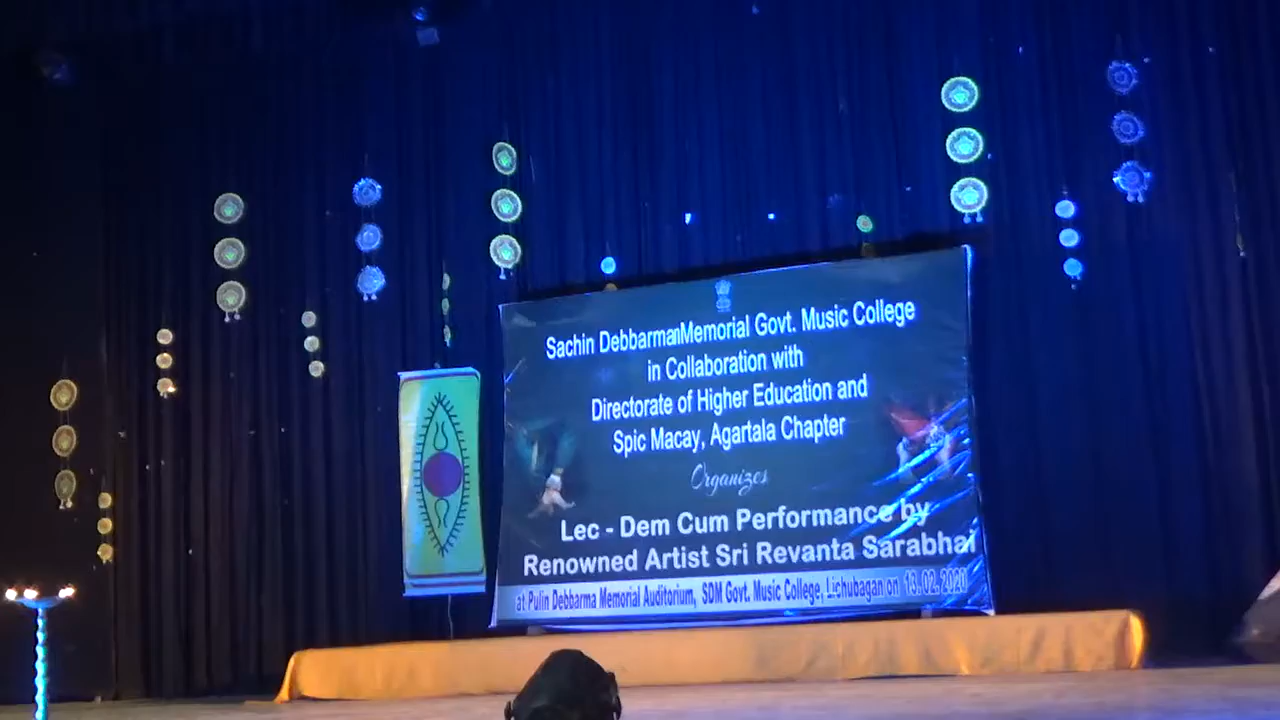 Sachin Debbarman Memorial Govt. Music College
in Collaboration with
Directorate of Higher Education and
Spic Macay, Agartala Chapter
Organizes
Lec - Dem Cum Performance by
Renowned Artist Sri Revanta Sarabhai
at Pulin Debbarma Memorial Auditorium, SDM Govt. Music College, Lichubagan on 13.02.2020